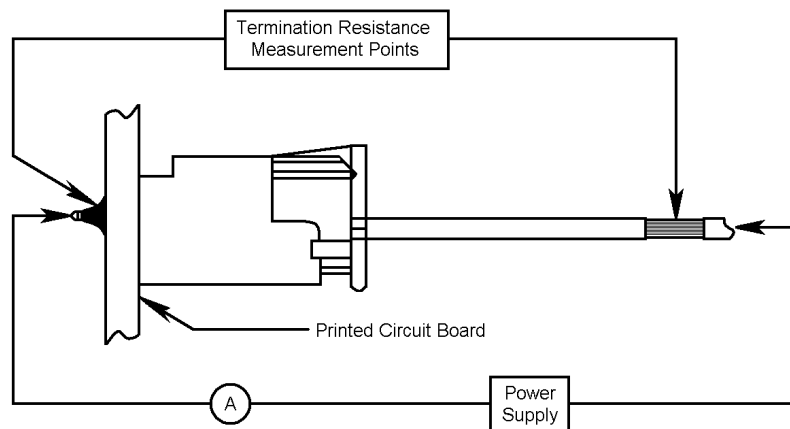 Termination Resistance
Measurement Points
Printed Circuit Board
A
Power
Supply